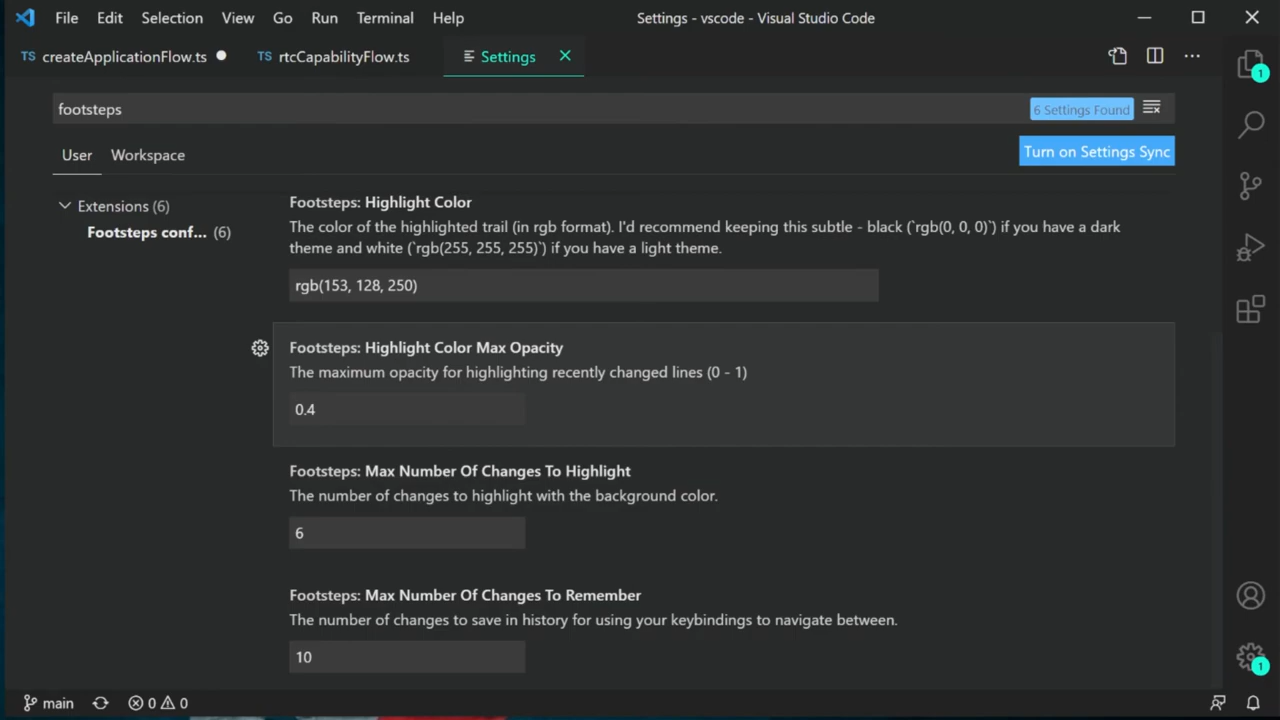 File Edit Selection View Go Run Terminal Help Settings - vscode - Visual Studio Code
TS createApplicationFlow.ts TS rtcCapabilityFlow.ts Settings
footsteps 6 Settings Found
User Workspace Turn on Settings Sync
Extensions (6)
Footsteps conf... (6)
Footsteps: Highlight Color
The color of the highlighted trail (in rgb format). I'd recommend keeping this subtle - black (`rgb(0, 0, 0)`) if you have a dark
theme and white (`rgb(255, 255, 255)`) if you have a light theme.
rgb(153, 128, 250)
Footsteps: Highlight Color Max Opacity
The maximum opacity for highlighting recently changed lines (0 - 1)
0.4
Footsteps: Max Number Of Changes To Highlight
The number of changes to highlight with the background color.
6
Footsteps: Max Number Of Changes To Remember
The number of changes to save in history for using your keybindings to navigate between.
10
1
1
main 0 0